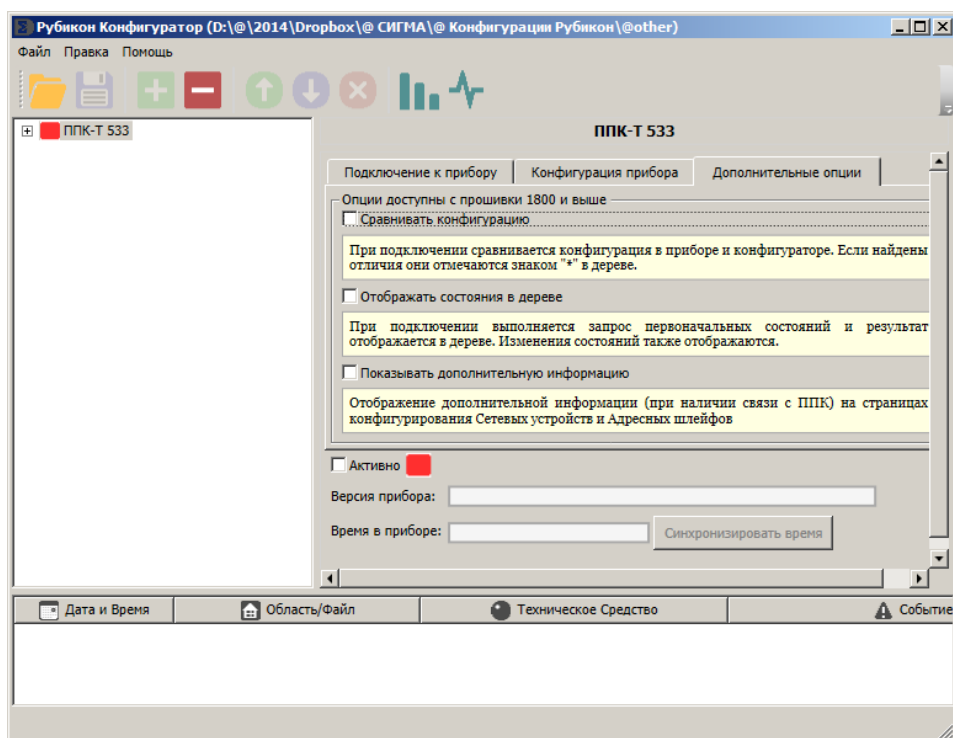 Рубикон Конфигуратор (D:\@\2014\Dropbox\@ СИГМА\@ Конфигурации Рубикон\@other)
Файл Правка Помощь
ППК-Т 533
ППК-Т 533
Подключение к прибору Конфигурация прибора Дополнительные опции
Опции доступны с прошивки 1800 и выше
Сравнивать конфигурацию
При подключении сравнивается конфигурация в приборе и конфигураторе. Если найдены
отличия они отмечаются знаком "*" в дереве.
Отображать состояния в дереве
При подключении выполняется запрос первоначальных состояний и результат
отображается в дереве. Изменения состояний также отображаются.
Показывать дополнительную информацию
Отображение дополнительной информации (при наличии связи с ППК) на страницах
конфигурирования Сетевых устройств и Адресных шлейфов
Активно
Версия прибора:
Время в приборе: Синхронизировать время
Дата и Время Область/Файл Техническое Средство Событие